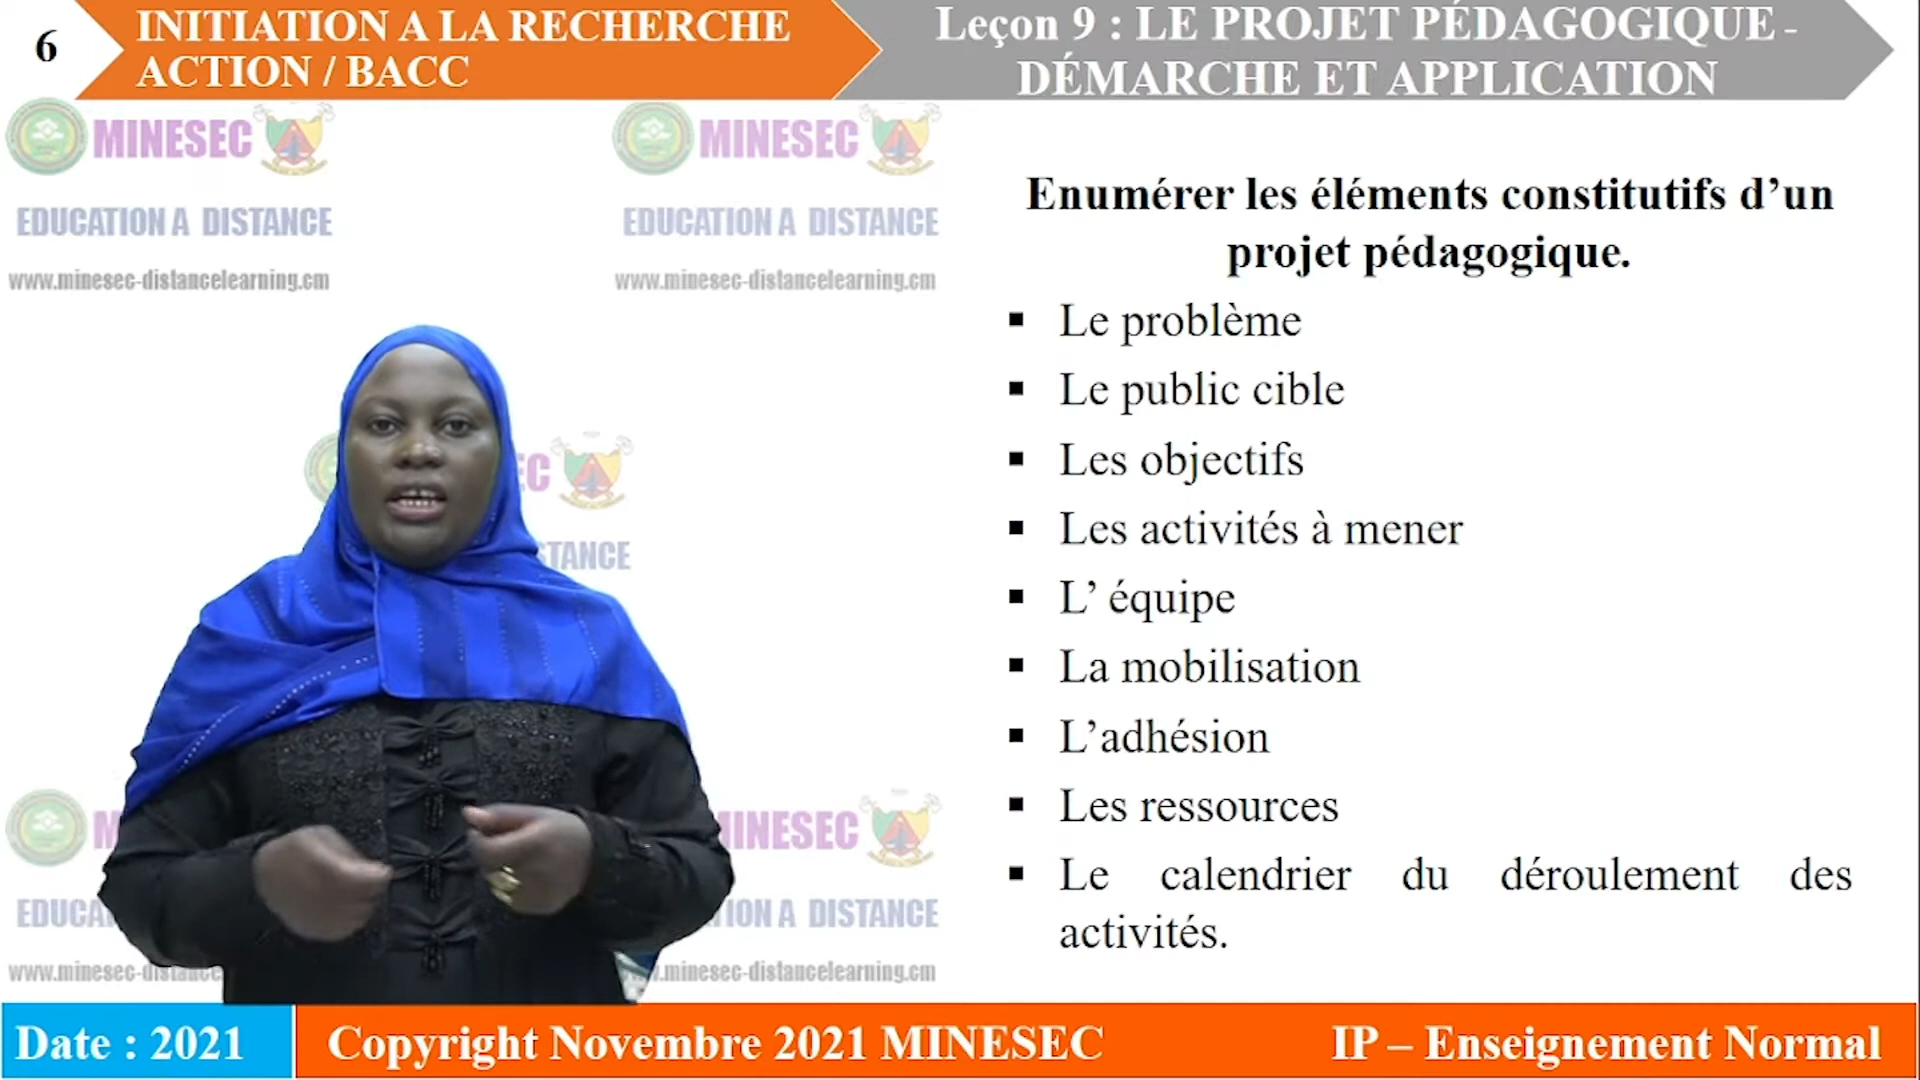 6
INITIATION A LA RECHERCHE
ACTION / BACC
Leçon 9 : LE PROJET PÉDAGOGIQUE -
DÉMARCHE ET APPLICATION
MINESEC
EDUCATION A DISTANCE
www.minesec-distancelearning.cm
MINESEC
EDUCATION A DISTANCE
www.minesec-distancelearning.cm
Enumérer les éléments constitutifs d’un
projet pédagogique.
▪ Le problème
▪ Le public cible
▪ Les objectifs
▪ Les activités à mener
▪ L’ équipe
▪ La mobilisation
▪ L’adhésion
▪ Les ressources
▪ Le calendrier du déroulement des
activités.
Date : 2021
Copyright Novembre 2021 MINESEC
IP – Enseignement Normal